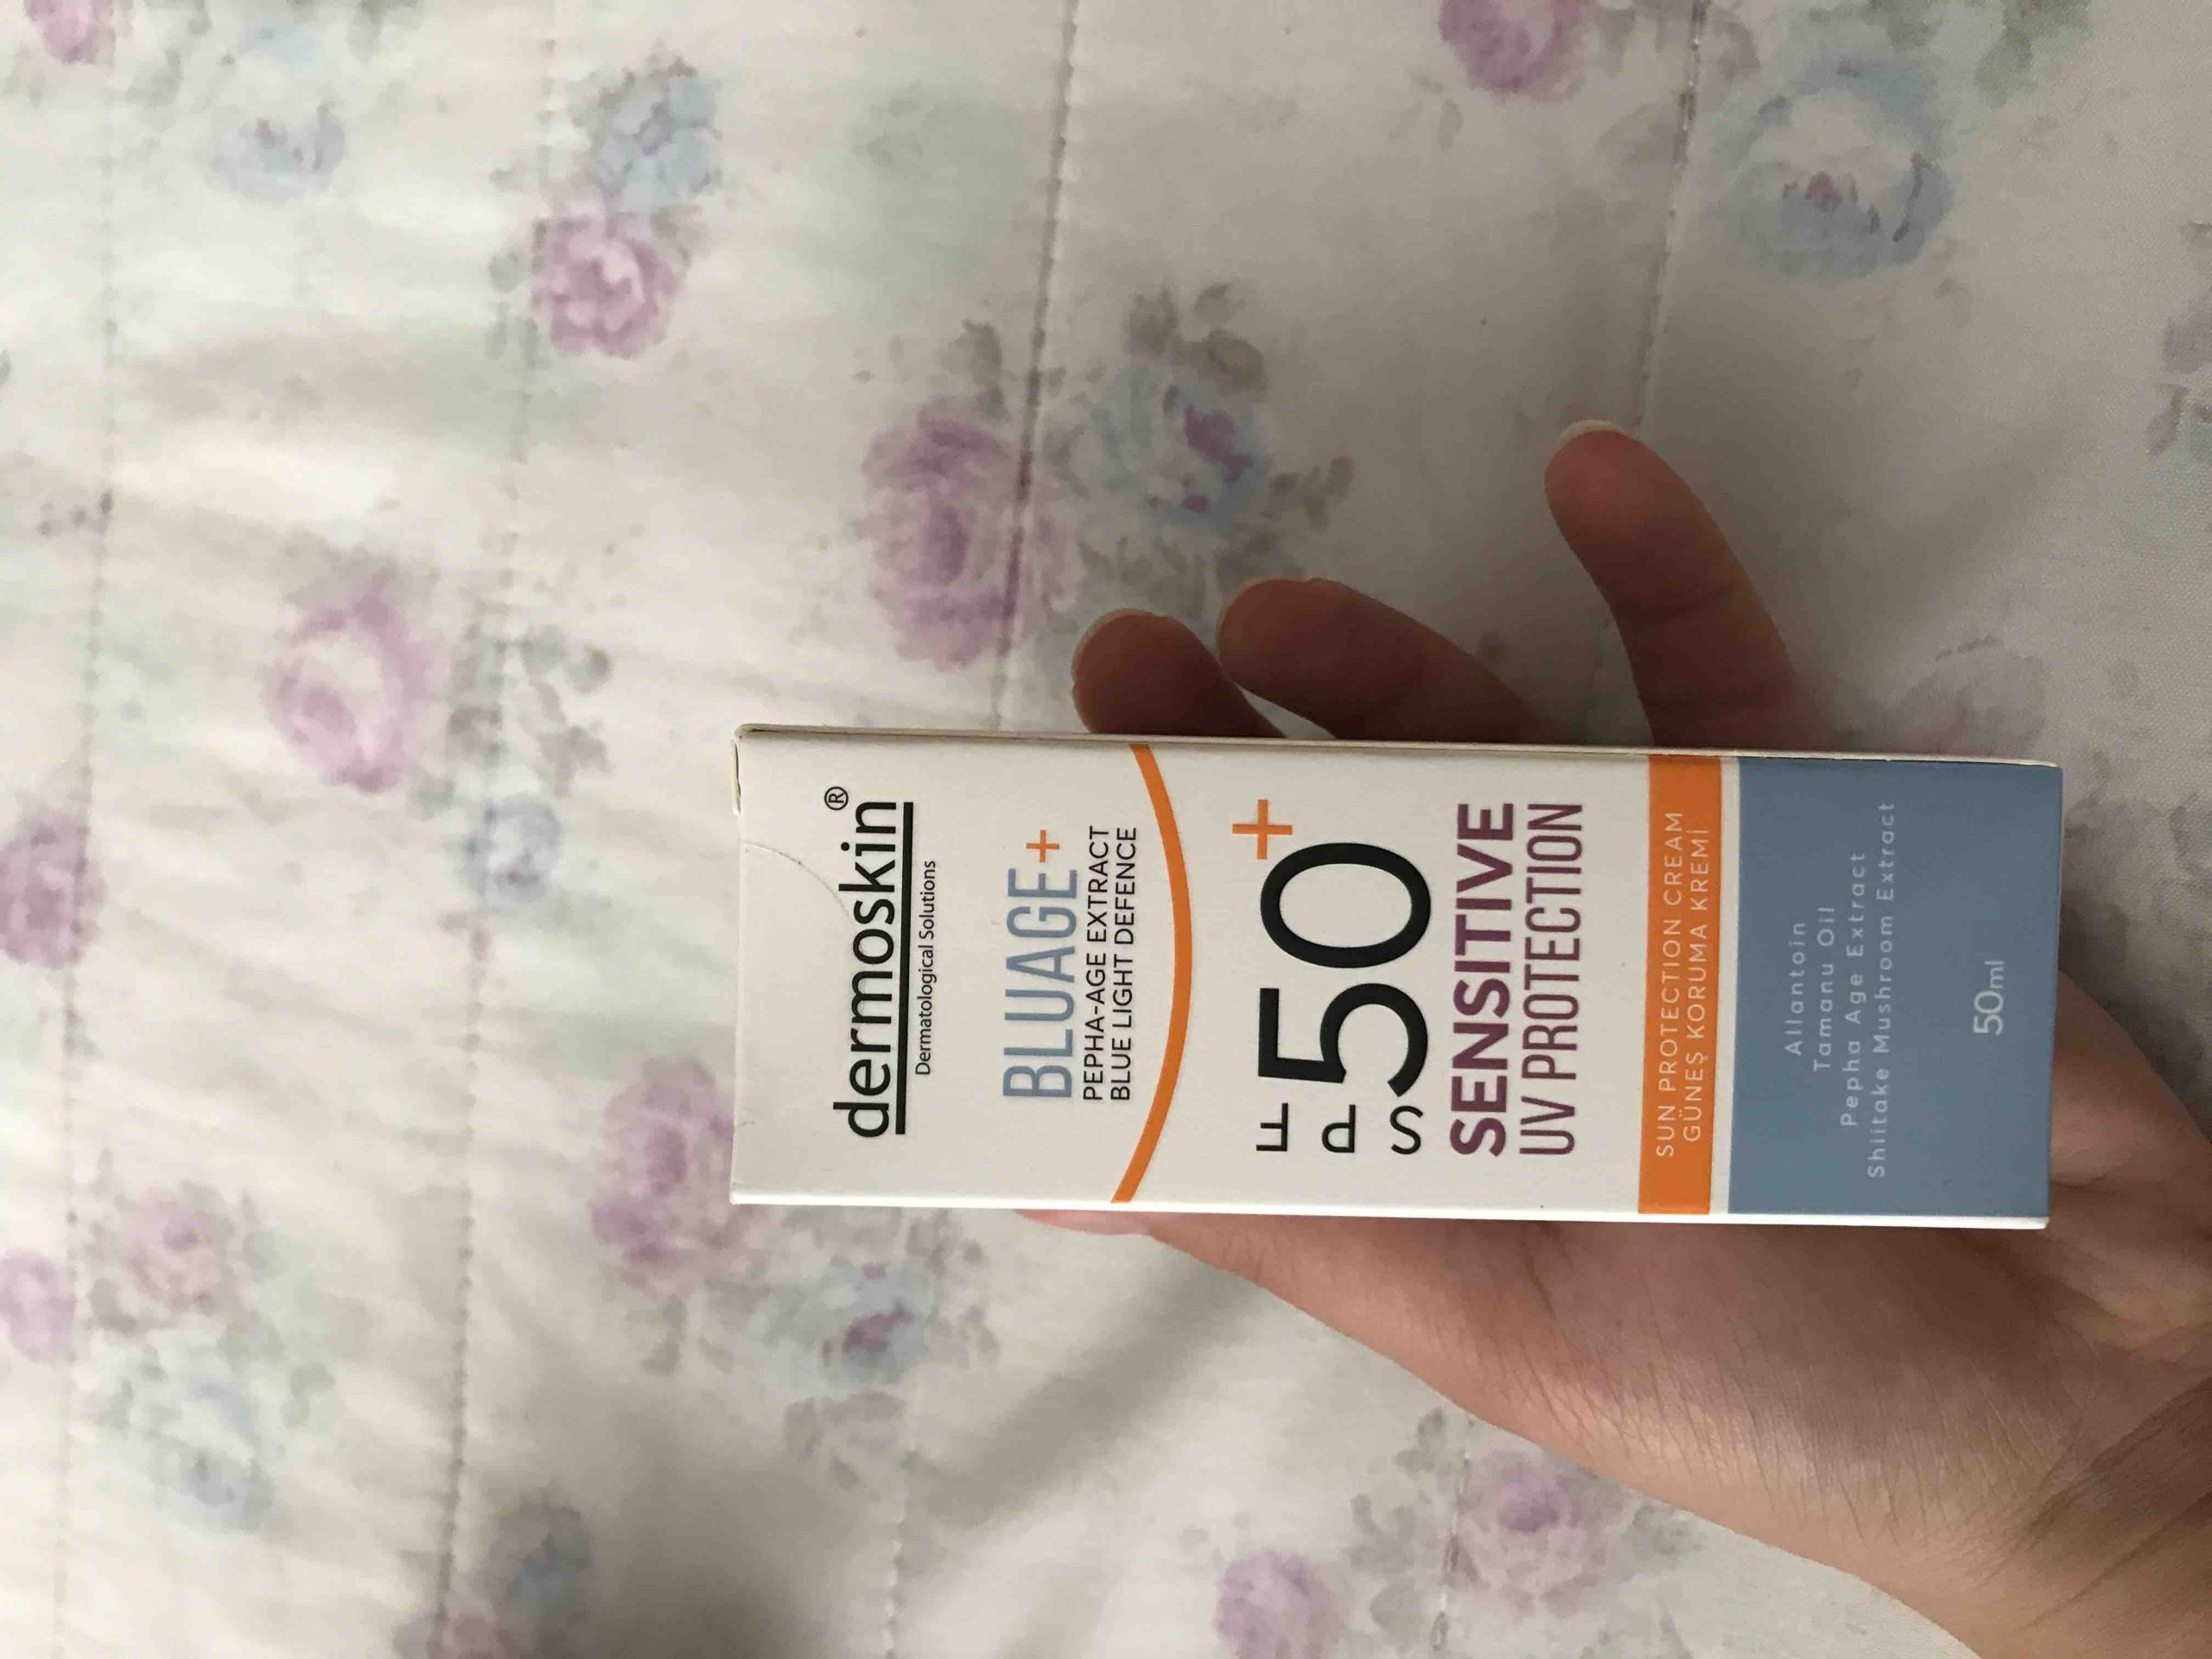 dermoskin®
Dermatological Solutions
BLUAGE+
PEPHA-AGE EXTRACT
BLUE LIGHT DEFENCE
SPF 50+
SENSITIVE
UV PROTECTION
SUN PROTECTION CREAM
GÜNEŞ KORUMA KREMİ
Allantoin
Tamanu Oil
Pepha Age Extract
Shiitake Mushroom Extract
50ml